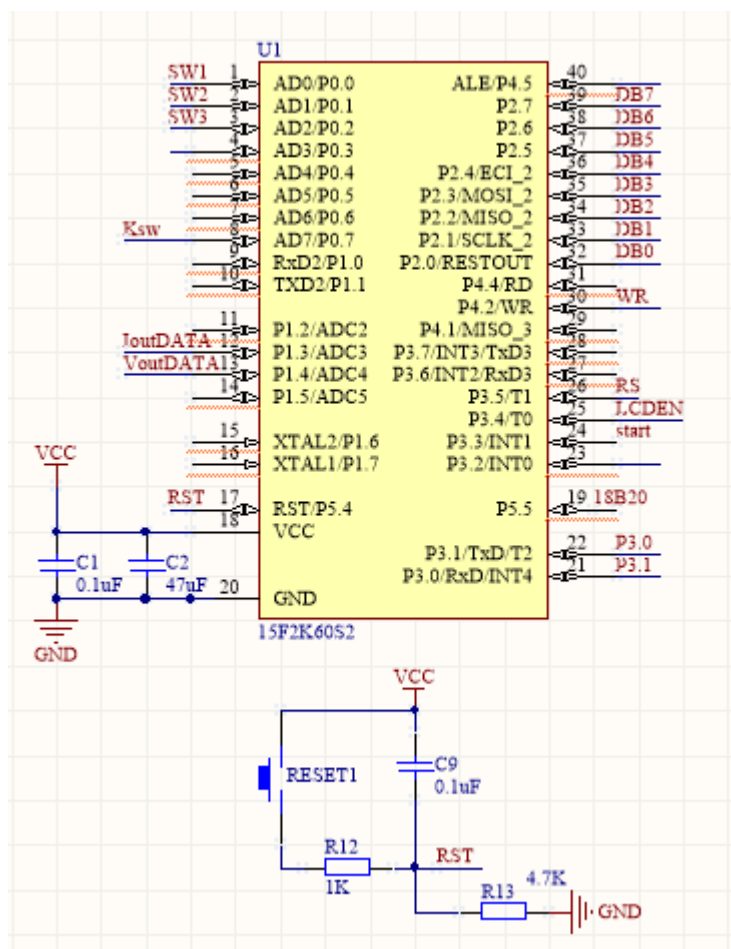 U1
SW1 1 AD0/P0.0 ALE/P4.5 40
SW2 2 AD1/P0.1 P2.7 39 DB7
SW3 3 AD2/P0.2 P2.6 38 DB6
4 AD3/P0.3 P2.5 37 DB5
5 AD4/P0.4 P2.4/ECI_2 36 DB4
6 AD5/P0.5 P2.3/MOSI_2 35 DB3
7 AD6/P0.6 P2.2/MISO_2 34 DB2
Ksw 8 AD7/P0.7 P2.1/SCLK_2 33 DB1
9 RxD2/P1.0 P2.0/RESTOUT 32 DB0
10 TXD2/P1.1 P4.4/RD 31
P4.2/WR 30 WR
11 P1.2/ADC2 P4.1/MISO_3 29
IoutDATA 12 P1.3/ADC3 P3.7/INT3/TxD3 28
VoutDATA 13 P1.4/ADC4 P3.6/INT2/RxD3 27
14 P1.5/ADC5 P3.5/T1 26 RS
P3.4/T0 25 LCDEN
15 XTAL2/P1.6 P3.3/INT1 24 start
16 XTAL1/P1.7 P3.2/INT0 23
VCC
RST 17 RST/P5.4 P5.5 19 18B20
18 VCC
P3.1/TxD/T2 22 P3.0
C1 C2 P3.0/RxD/INT4 21 P3.1
0.1uF 47uF 20 GND
GND
15F2K60S2
VCC
RESET1 C9
0.1uF
R12 RST
1K R13 4.7K
GND